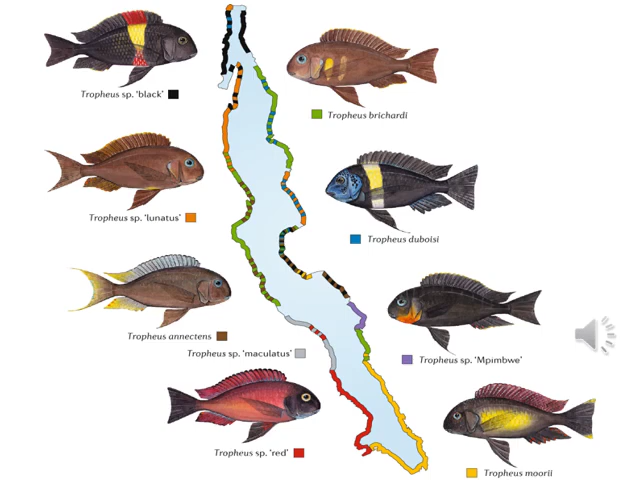 Tropheus sp. 'black'
Tropheus brichardi
Tropheus sp. 'lunatus'
Tropheus duboisi
Tropheus annectens
Tropheus sp. 'maculatus'
Tropheus sp. 'Mpimbwe'
Tropheus sp. 'red'
Tropheus moorii